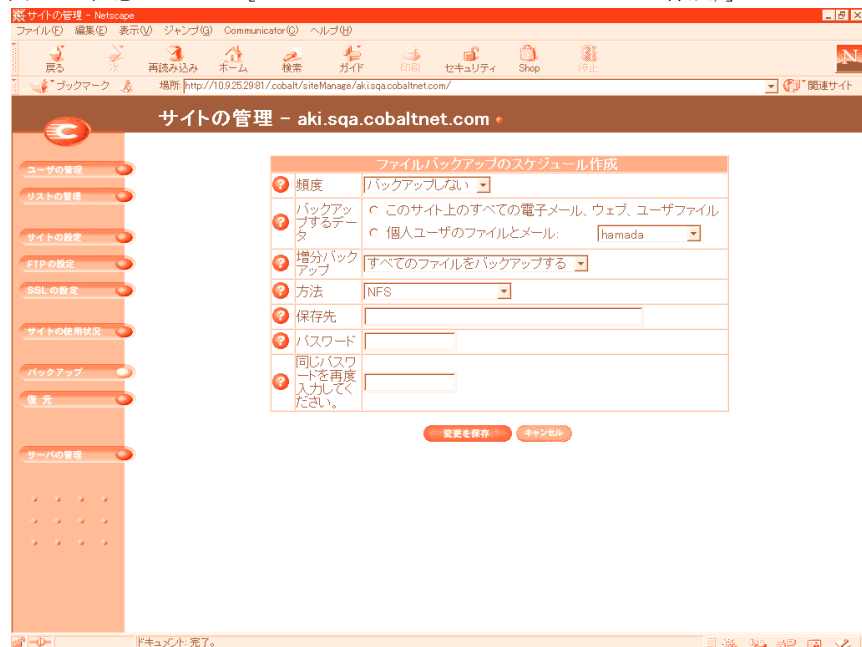 サイトの管理 - Netscape
ファイル(F) 編集(E) 表示(V) ジャンプ(G) Communicator(C) ヘルプ(H)
戻る 次 再読み込み ホーム 検索 ガイド 印刷 セキュリティ Shop 停止
N
ブックマーク 場所: http://10.9.25.29:81/.cobalt/siteManage/aki.sqa.cobaltnet.com/ 関連サイト
サイトの管理 – aki.sqa.cobaltnet.com
ユーザの管理
リストの管理
サイトの設定
FTPの設定
SSLの設定
サイトの使用状況
バックアップ
復元
サーバの管理
ファイルバックアップのスケジュール作成
頻度 バックアップしない
バックアッ
プするデー
タ
このサイト上のすべての電子メール、ウェブ、ユーザファイル
個人ユーザのファイルとメール: hamada
増分バック
アップ
すべてのファイルをバックアップする
方法 NFS
保存先
パスワード
同じパスワ
ードを再度
入力してく
ださい。
変更を保存 キャンセル
ドキュメント: 完了。